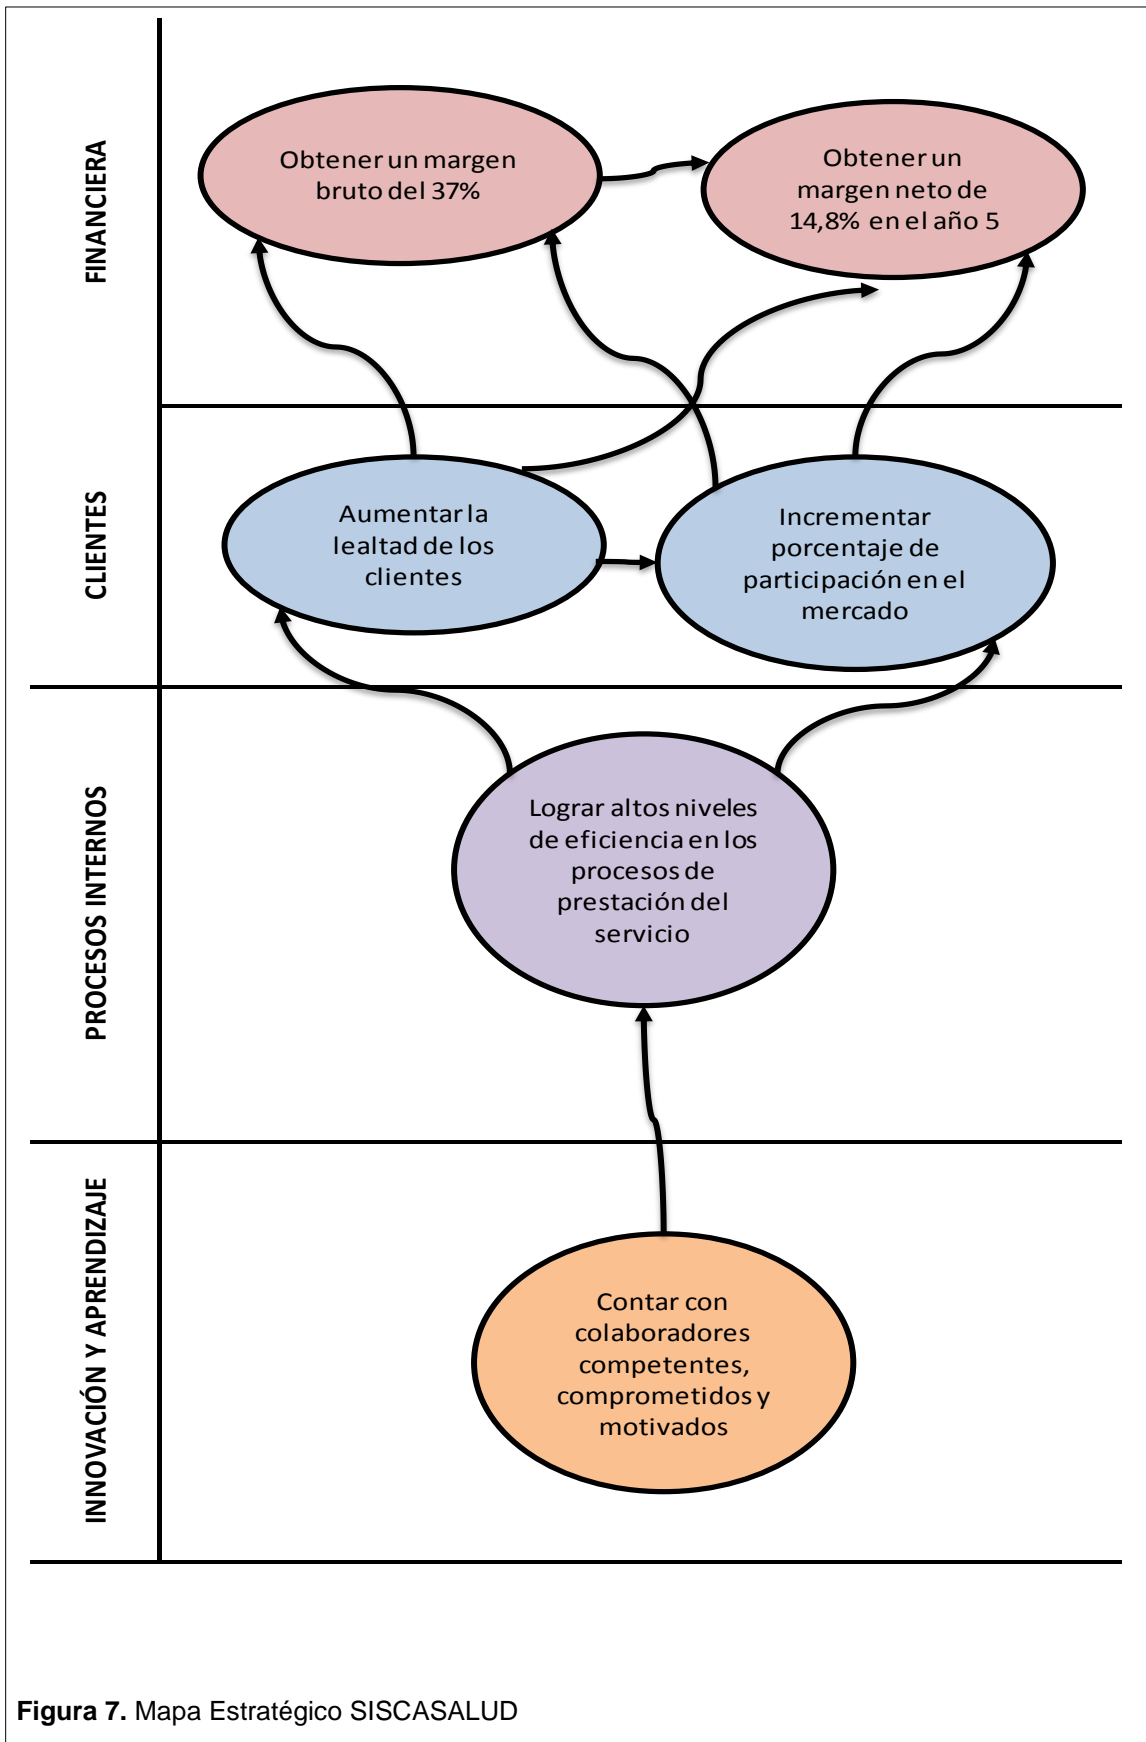 FINANCIERA
Obtener un margen
bruto del 37%
Obtener un
margen neto de
14,8% en el año 5
CLIENTES
Aumentar la
lealtad de los
clientes
Incrementar
porcentaje de
participación en el
mercado
PROCESOS INTERNOS
Lograr altos niveles
de eficiencia en los
procesos de
prestación del
servicio
INNOVACIÓN Y APRENDIZAJE
Contar con
colaboradores
competentes,
comprometidos y
motivados
Figura 7. Mapa Estratégico SISCASALUD